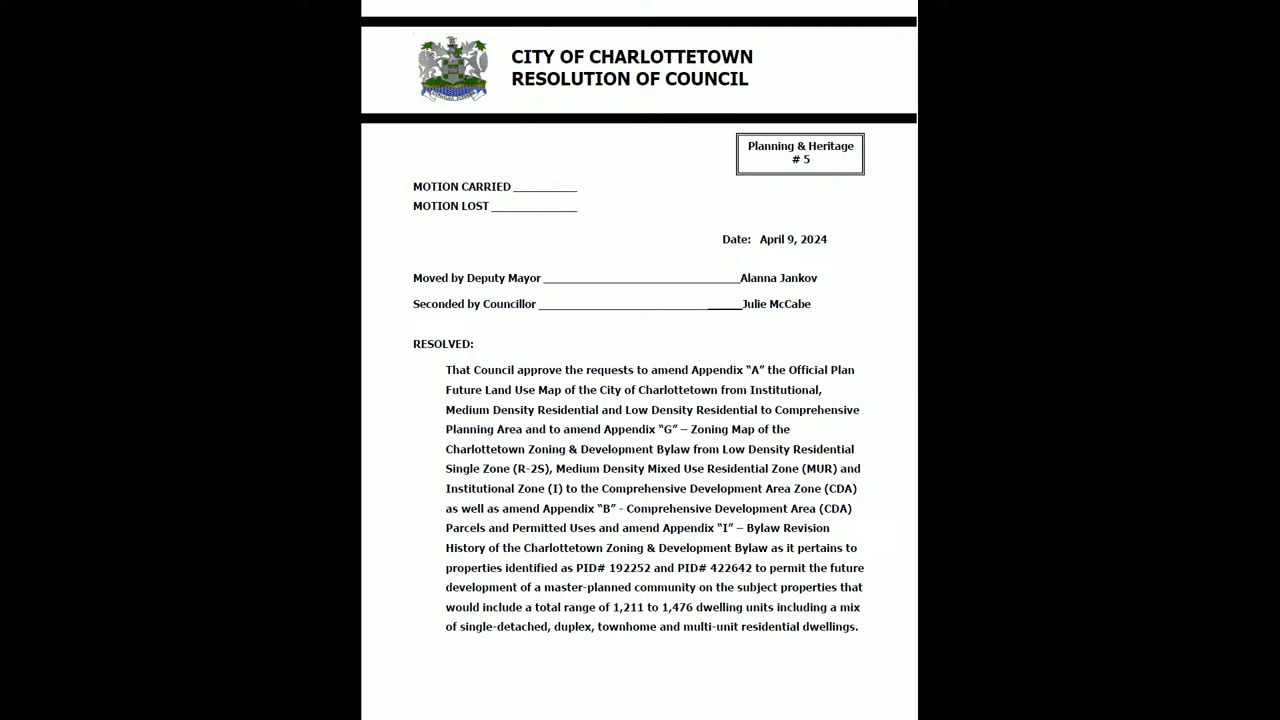 CITY OF CHARLOTTETOWN
RESOLUTION OF COUNCIL
Planning & Heritage
# 5
MOTION CARRIED ___________
MOTION LOST ______________
Date: April 9, 2024
Moved by Deputy Mayor ________________________________Alanna Jankov
Seconded by Councillor _________________________________Julie McCabe
RESOLVED:
That Council approve the requests to amend Appendix “A” the Official Plan
Future Land Use Map of the City of Charlottetown from Institutional,
Medium Density Residential and Low Density Residential to Comprehensive
Planning Area and to amend Appendix “G” – Zoning Map of the
Charlottetown Zoning & Development Bylaw from Low Density Residential
Single Zone (R-2S), Medium Density Mixed Use Residential Zone (MUR) and
Institutional Zone (I) to the Comprehensive Development Area Zone (CDA)
as well as amend Appendix “B” - Comprehensive Development Area (CDA)
Parcels and Permitted Uses and amend Appendix “I” – Bylaw Revision
History of the Charlottetown Zoning & Development Bylaw as it pertains to
properties identified as PID# 192252 and PID# 422642 to permit the future
development of a master-planned community on the subject properties that
would include a total range of 1,211 to 1,476 dwelling units including a mix
of single-detached, duplex, townhome and multi-unit residential dwellings.